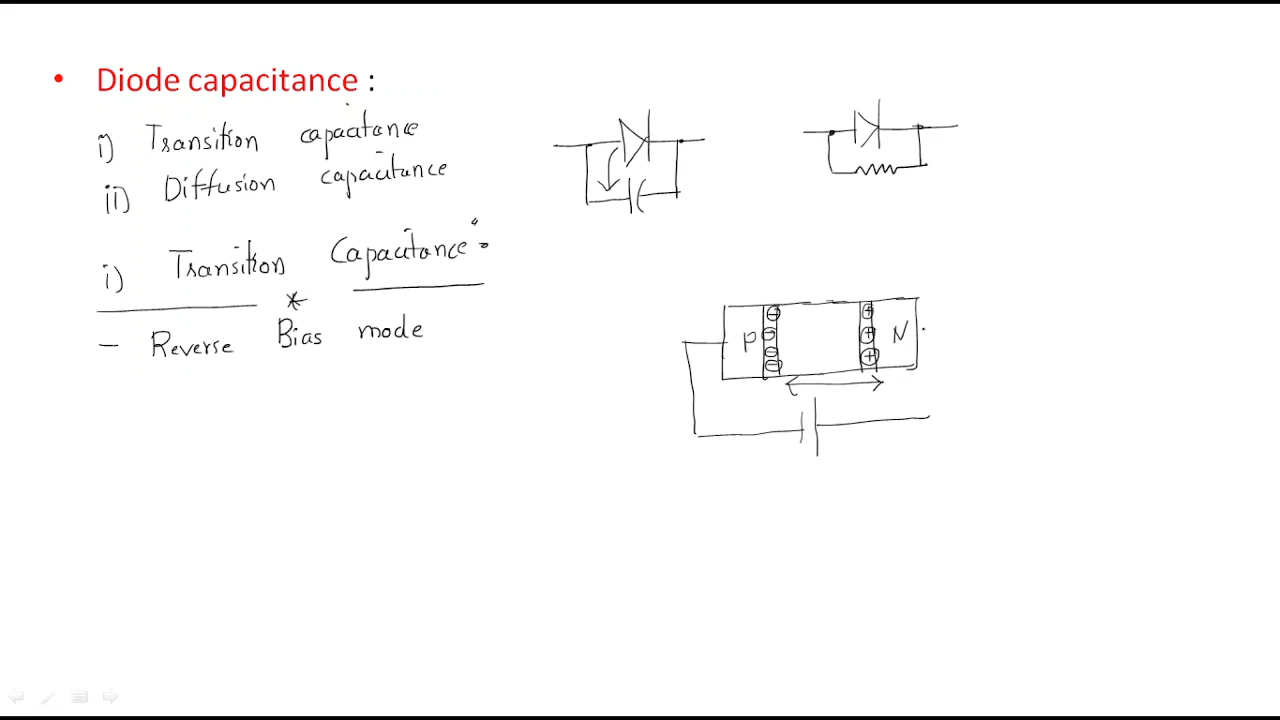 • Diode capacitance :
i) Transition capacitance
ii) Diffusion capacitance
i) Transition Capacitance :
- Reverse Bias mode
P N